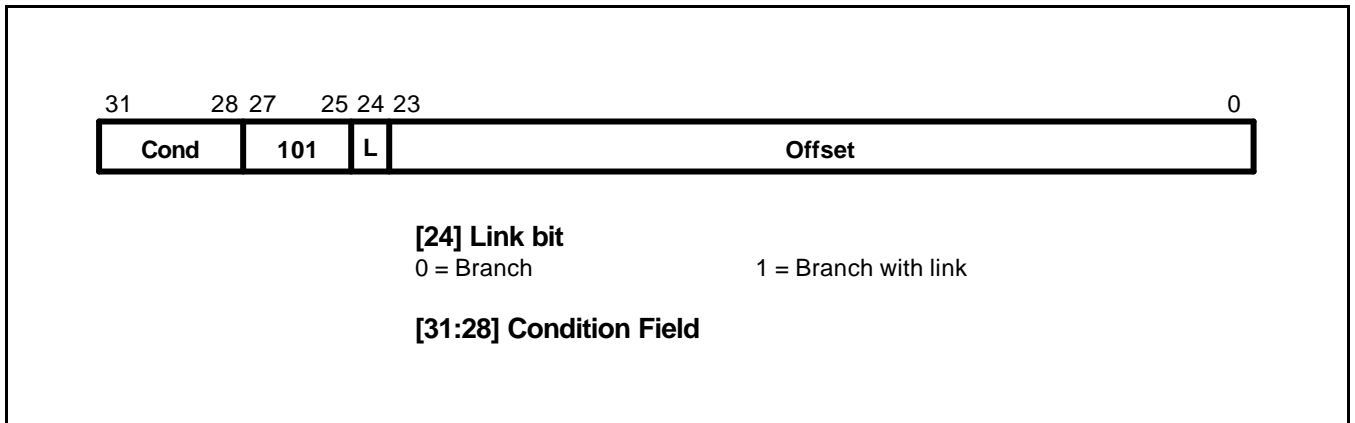 31 28 27 25 24 23 0
Cond 101 L Offset
[24] Link bit
0 = Branch 1 = Branch with link
[31:28] Condition Field